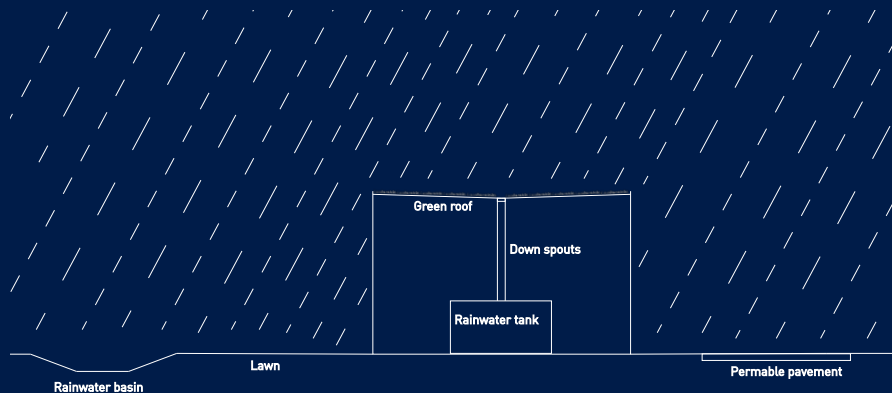 Green roof
Down spouts
Rainwater tank
Lawn
Permable pavement
Rainwater basin